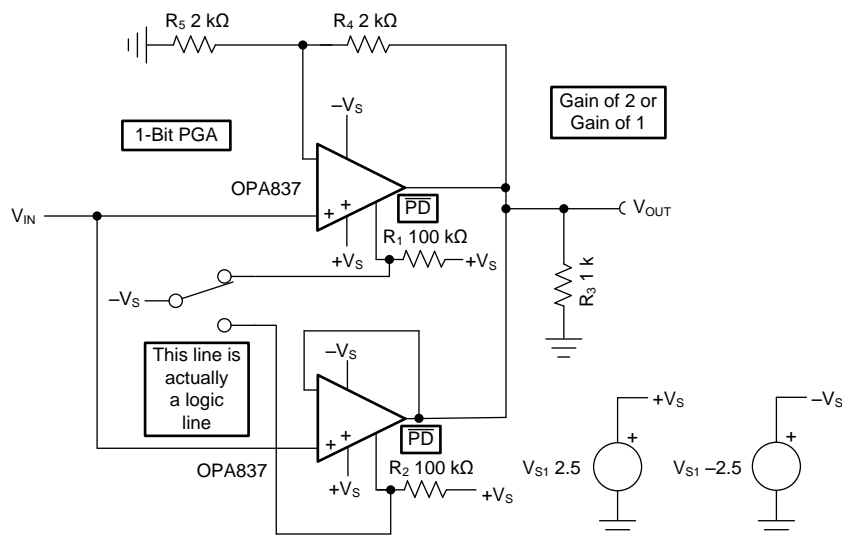 R5 2 kΩ
R4 2 kΩ
−VS
1-Bit PGA
Gain of 2 or
Gain of 1
OPA837
PD
VIN
+
+
VOUT
+VS
R1 100 kΩ
+VS
−VS
R3 1 k
This line is
actually
a logic
line
−VS
+VS
−VS
+
+
PD
+
+
OPA837
+VS
R2 100 kΩ
+VS
VS1 2.5
VS1 −2.5